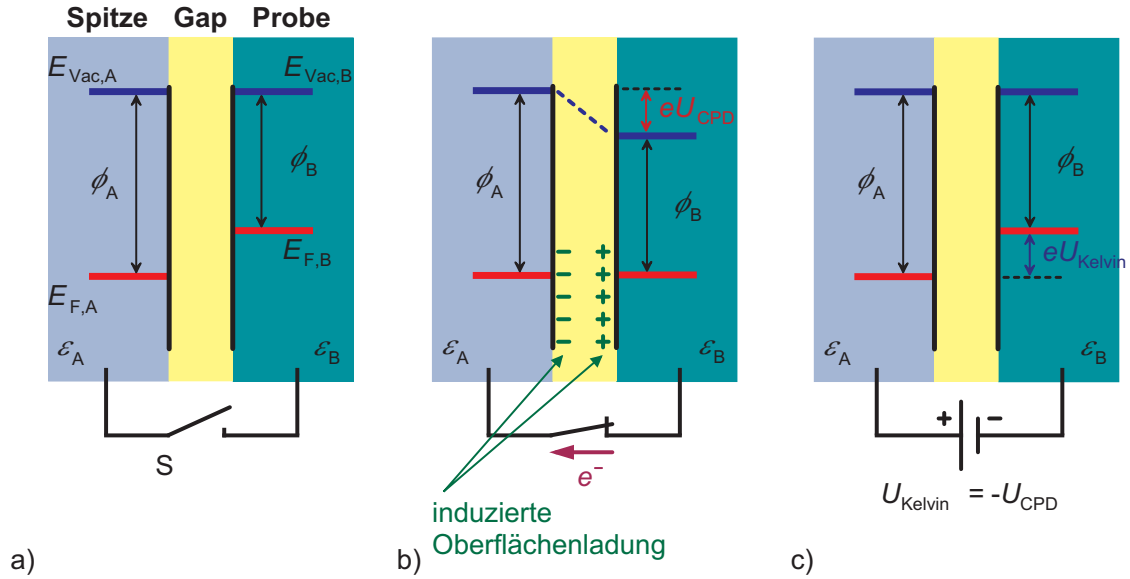 Spitze Gap Probe
E_Vac,A E_Vac,B
ϕ_A ϕ_B
E_F,B
E_F,A
ε_A ε_B
S
a)
eU_CPD
ϕ_A ϕ_B
− +
− +
− +
− +
− +
ε_A ε_B
e⁻
induzierte
Oberflächenladung
b)
ϕ_A ϕ_B
eU_Kelvin
ε_A ε_B
+ −
U_Kelvin = -U_CPD
c)